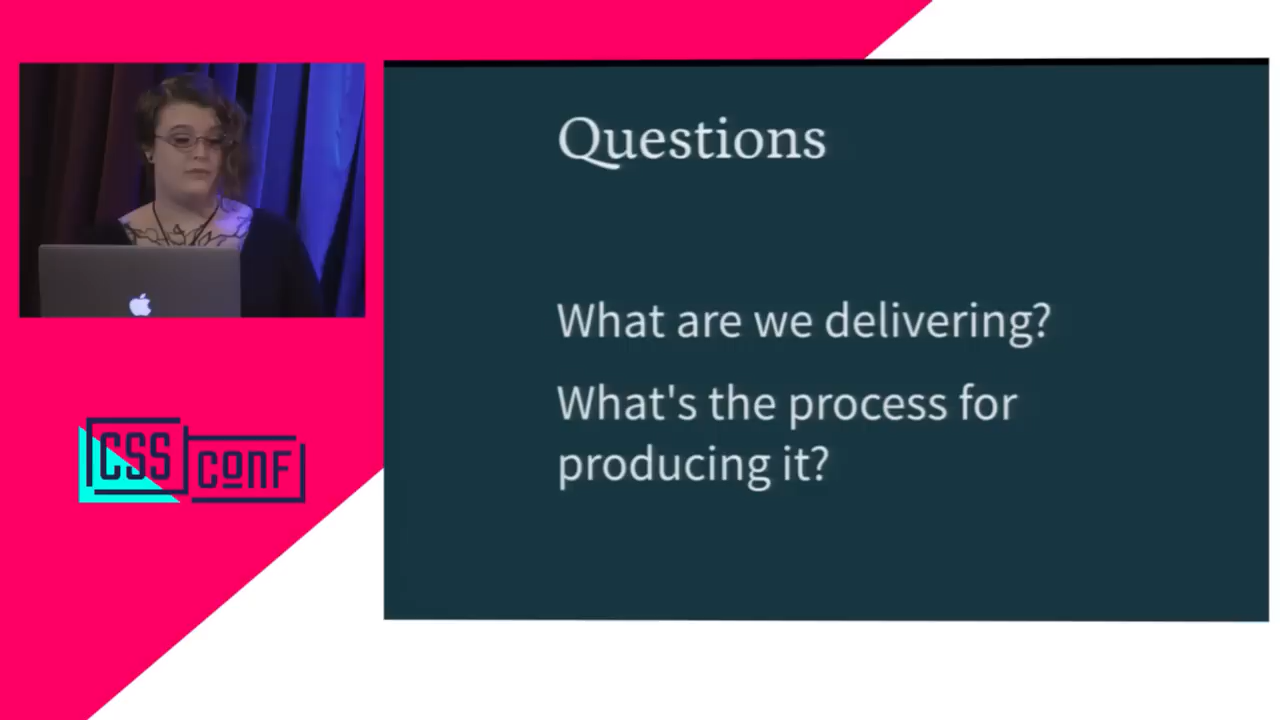 CSS
CONF
Questions
What are we delivering?
What's the process for
producing it?